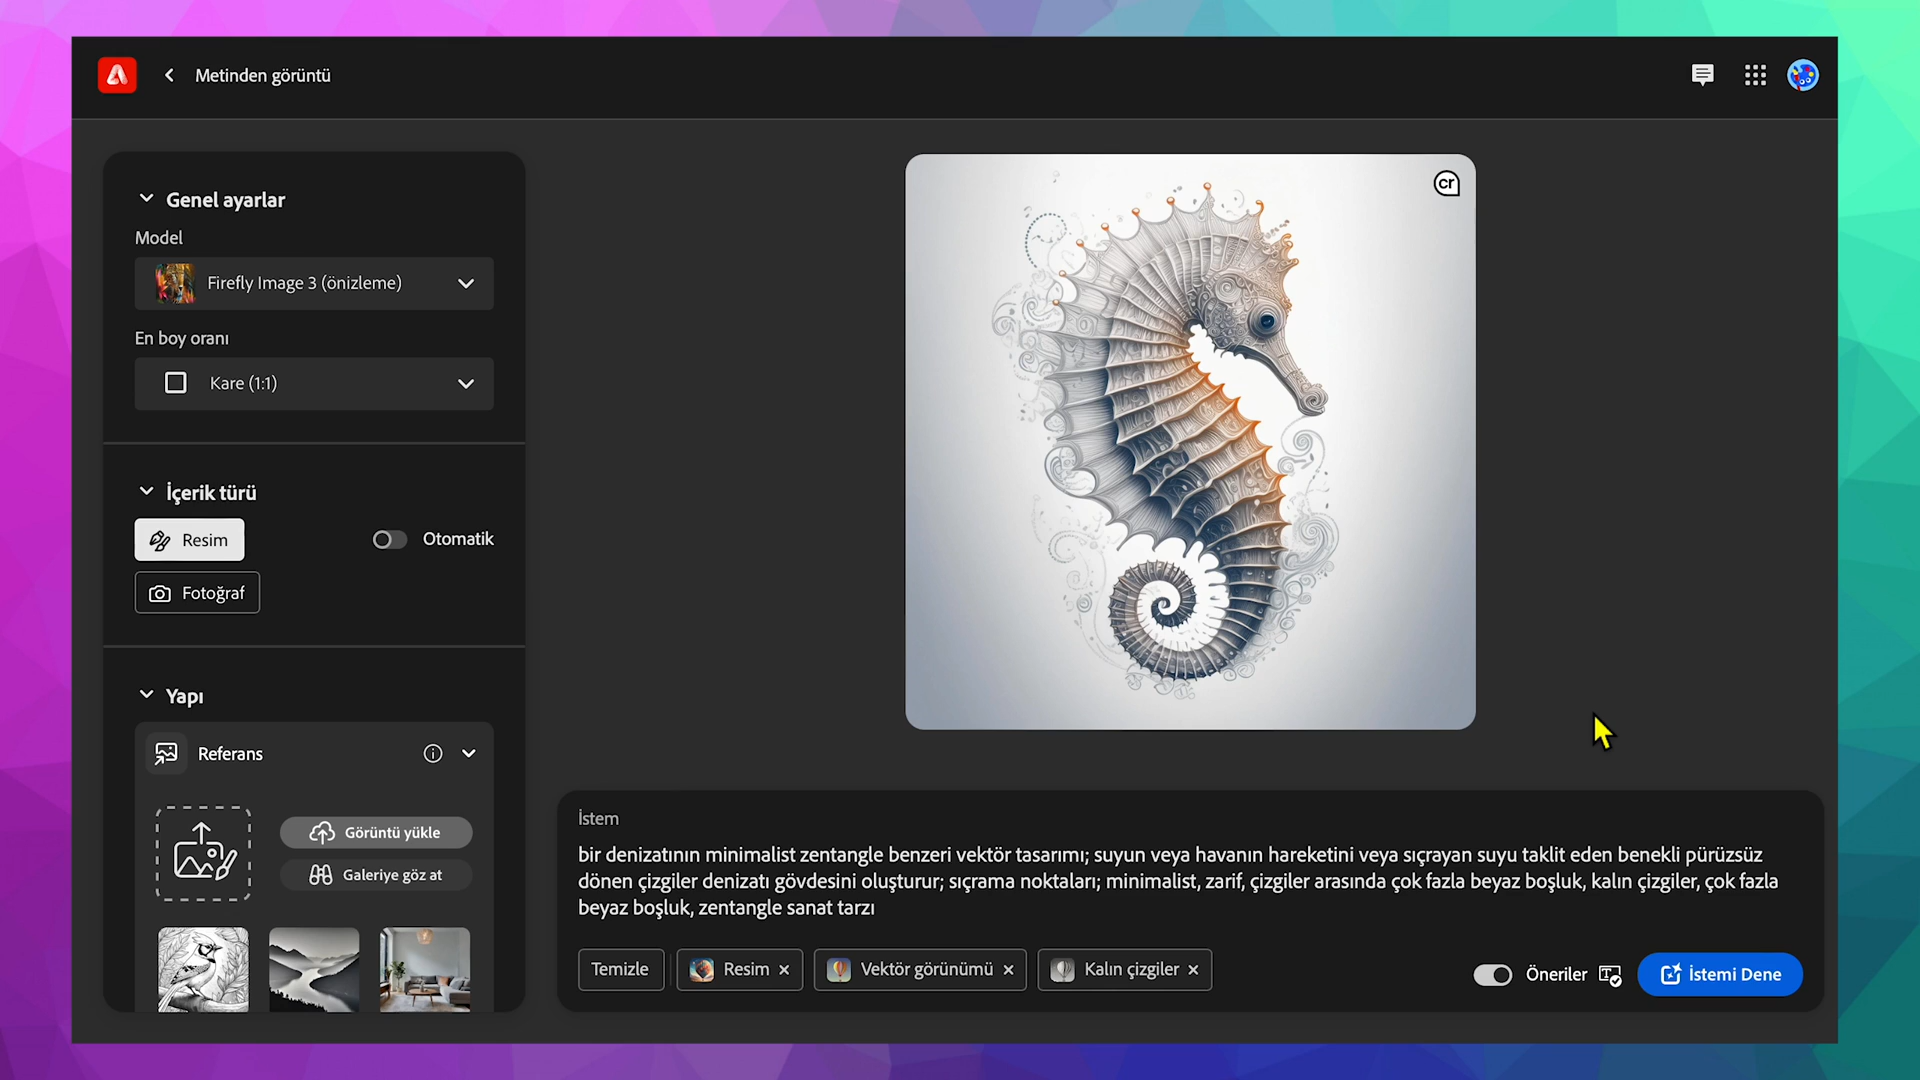 Metinden görüntü
Genel ayarlar
Model
Firefly Image 3 (önizleme)
En boy oranı
Kare (1:1)
İçerik türü
Resim
Otomatik
Fotoğraf
Yapı
Referans
Görüntü yükle
Galeriye göz at
cr
İstem
bir denizatının minimalist zentangle benzeri vektör tasarımı; suyun veya havanın hareketini veya sıçrayan suyu taklit eden benekli pürüzsüz
dönen çizgiler denizatı gövdesini oluşturur; sıçrama noktaları; minimalist, zarif, çizgiler arasında çok fazla beyaz boşluk, kalın çizgiler, çok fazla
beyaz boşluk, zentangle sanat tarzı
Temizle
Resim
Vektör görünümü
Kalın çizgiler
Öneriler
İstemi Dene